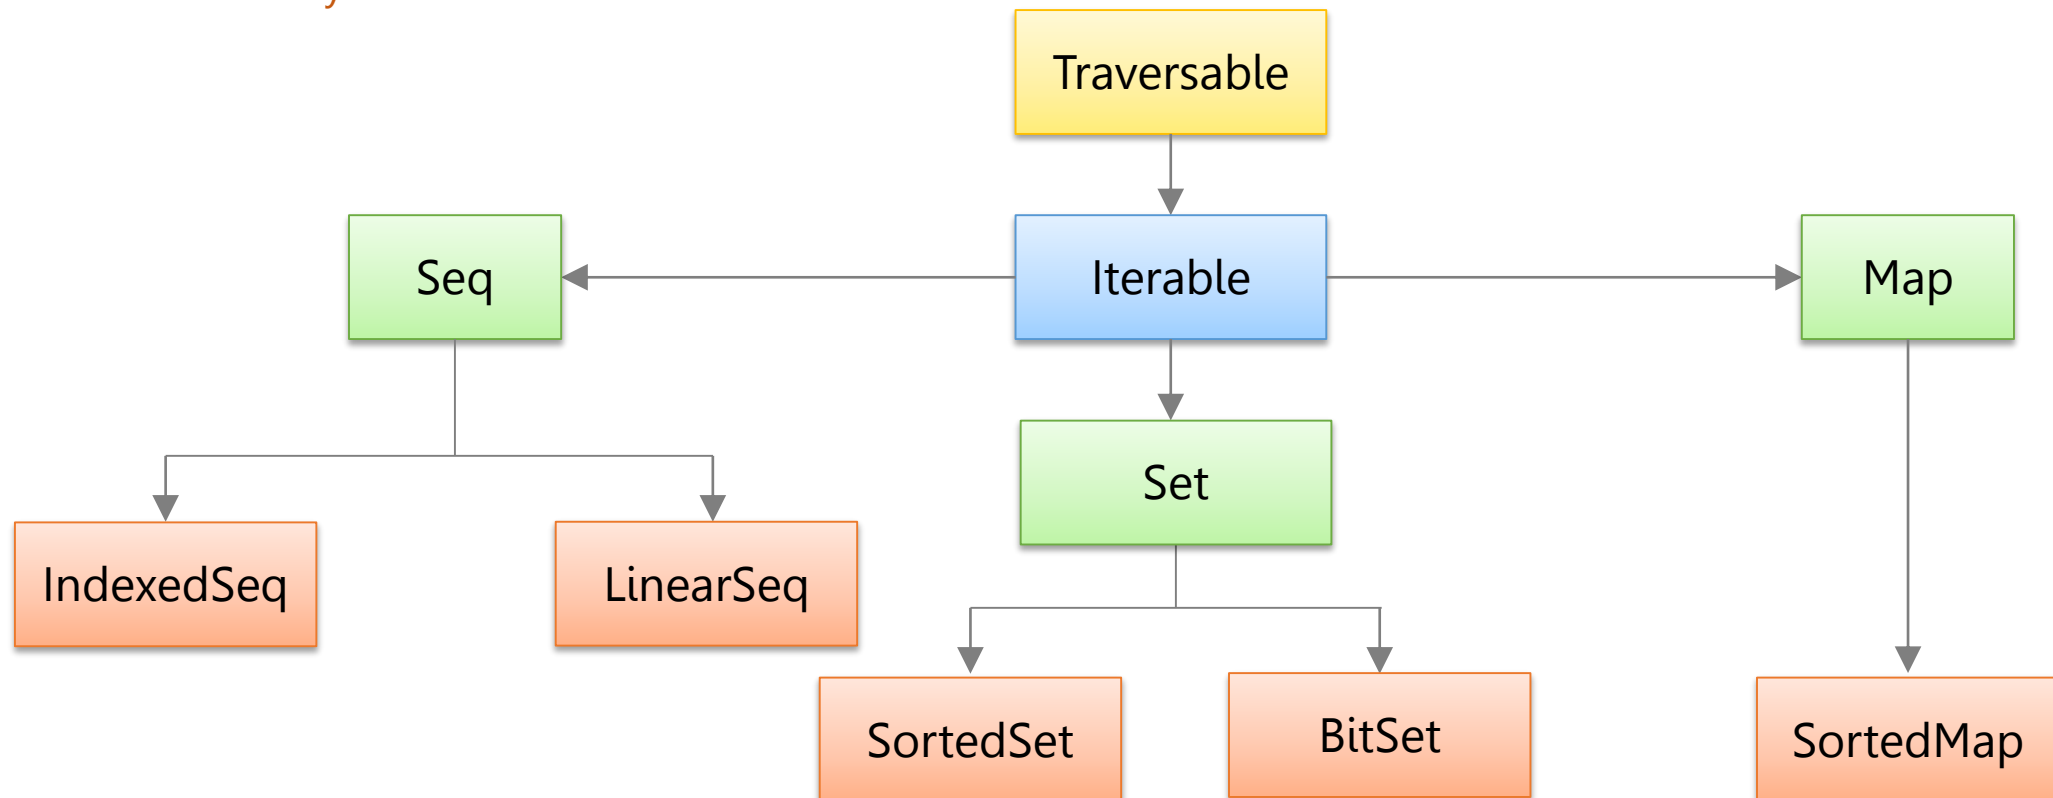 Traversable
Seq
Iterable
Map
Set
IndexedSeq
LinearSeq
SortedSet
BitSet
SortedMap